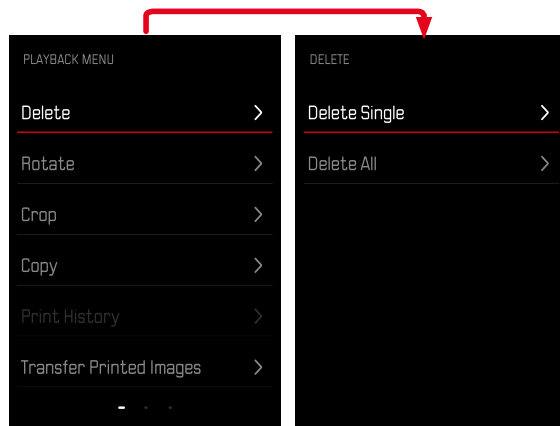 PLAYBACK MENU
Delete
Rotate
Crop
Copy
Print History
Transfer Printed Images
DELETE
Delete Single
Delete All